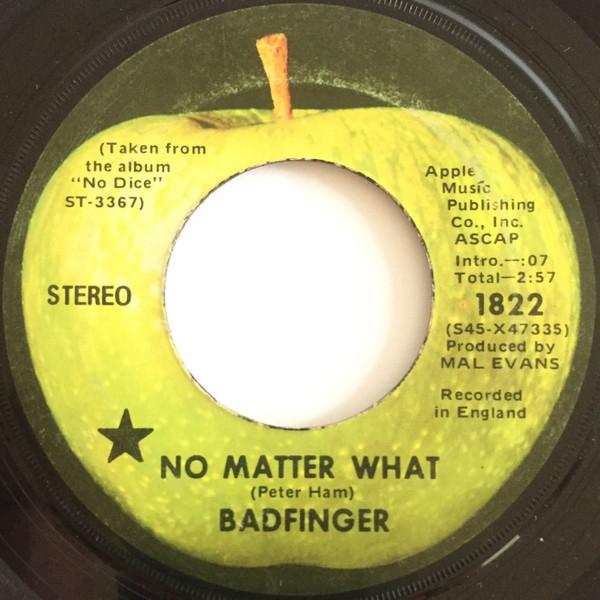 (Taken from
the album
"No Dice"
ST-3367)
STEREO
Apple
Music
Publishing
Co., Inc.
ASCAP
Intro.—:07
Total—2:57
1822
(S45-X47335)
Produced by
MAL EVANS
Recorded
in England
NO MATTER WHAT
(Peter Ham)
BADFINGER